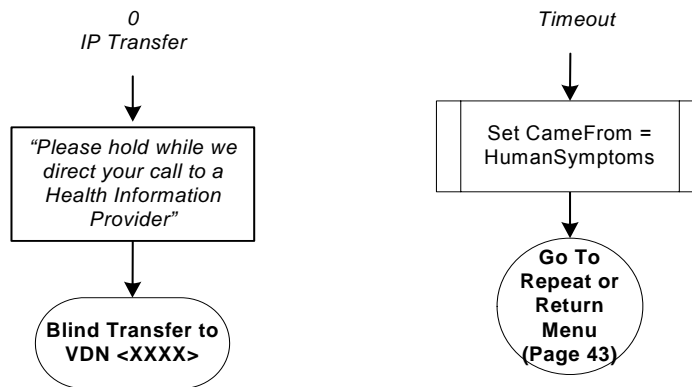 0
IP Transfer
“Please hold while we
direct your call to a
Health Information
Provider”
Blind Transfer to
VDN <XXXX>
Timeout
Set CameFrom =
HumanSymptoms
Go To
Repeat or
Return
Menu
(Page 43)